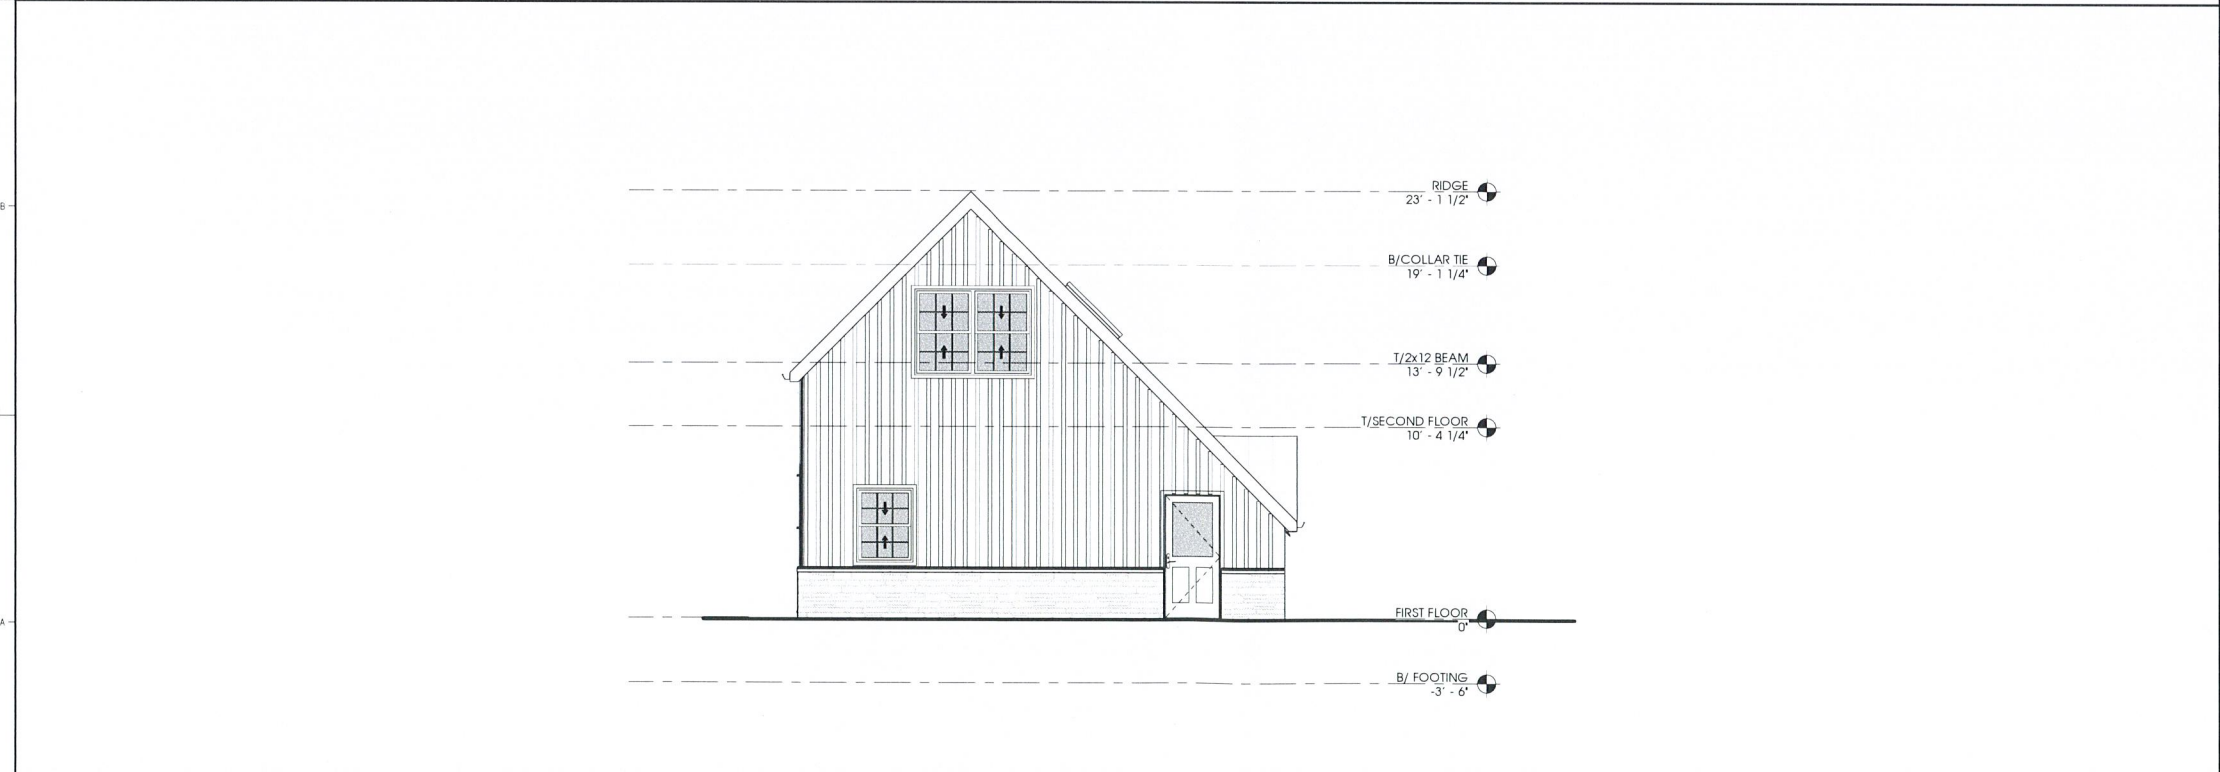 RIDGE
23' - 1 1/2"
B
B/COLLAR TIE
19' - 1 1/4"
T/2x12 BEAM
13' - 9 1/2"
T/SECOND FLOOR
10' - 4 1/4"
FIRST FLOOR
0"
A
B/ FOOTING
-3' - 6"